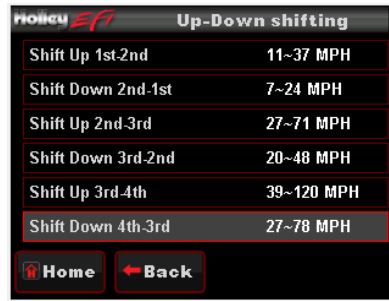 Holley EFI Up-Down shifting
Shift Up 1st-2nd 11~37 MPH
Shift Down 2nd-1st 7~24 MPH
Shift Up 2nd-3rd 27~71 MPH
Shift Down 3rd-2nd 20~48 MPH
Shift Up 3rd-4th 39~120 MPH
Shift Down 4th-3rd 27~78 MPH
Home Back